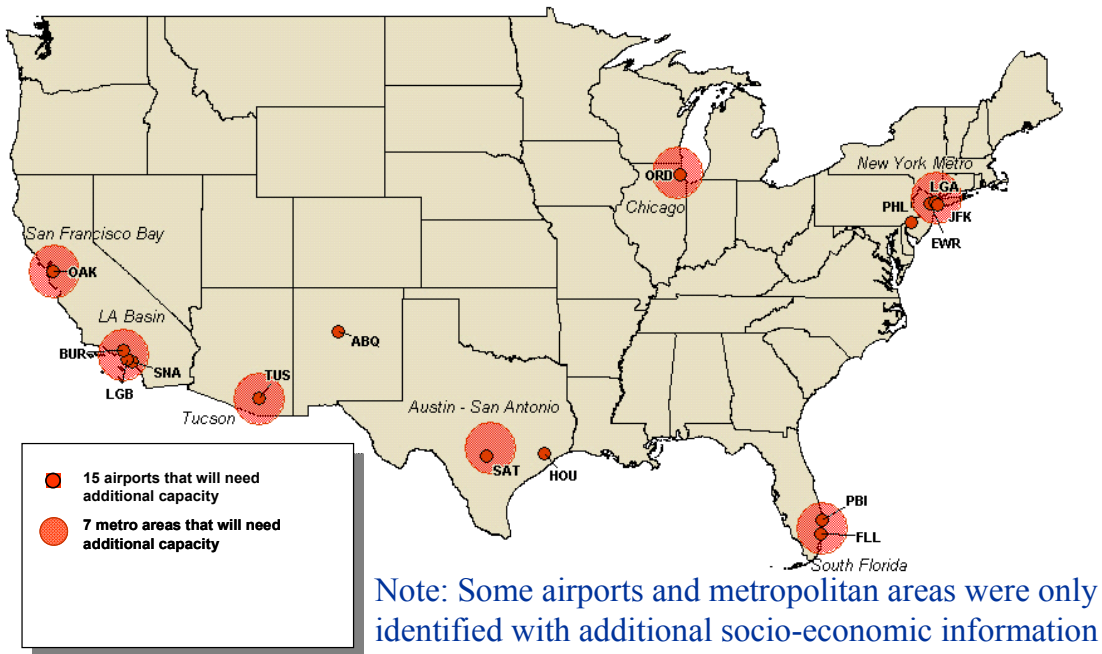 New York Metro
ORD
LGA
Chicago
PHL
JFK
EWR
San Francisco Bay
OAK
LA Basin
ABQ
BUR
SNA
TUS
LGB
Austin - San Antonio
Tucson
SAT
HOU
PBI
FLL
South Florida
15 airports that will need
additional capacity
7 metro areas that will need
additional capacity
Note: Some airports and metropolitan areas were only
identified with additional socio-economic information